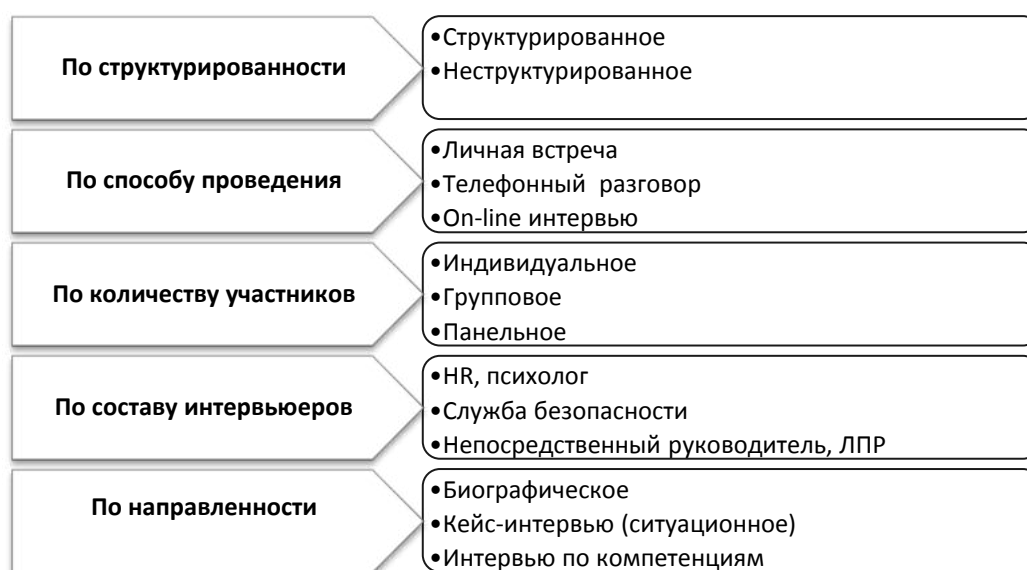 По структурированности
•Структурированное
•Неструктурированное
По способу проведения
•Личная встреча
•Телефонный разговор
•On-line интервью
По количеству участников
•Индивидуальное
•Групповое
•Панельное
По составу интервьюеров
•HR, психолог
•Служба безопасности
•Непосредственный руководитель, ЛПР
По направленности
•Биографическое
•Кейс-интервью (ситуационное)
•Интервью по компетенциям